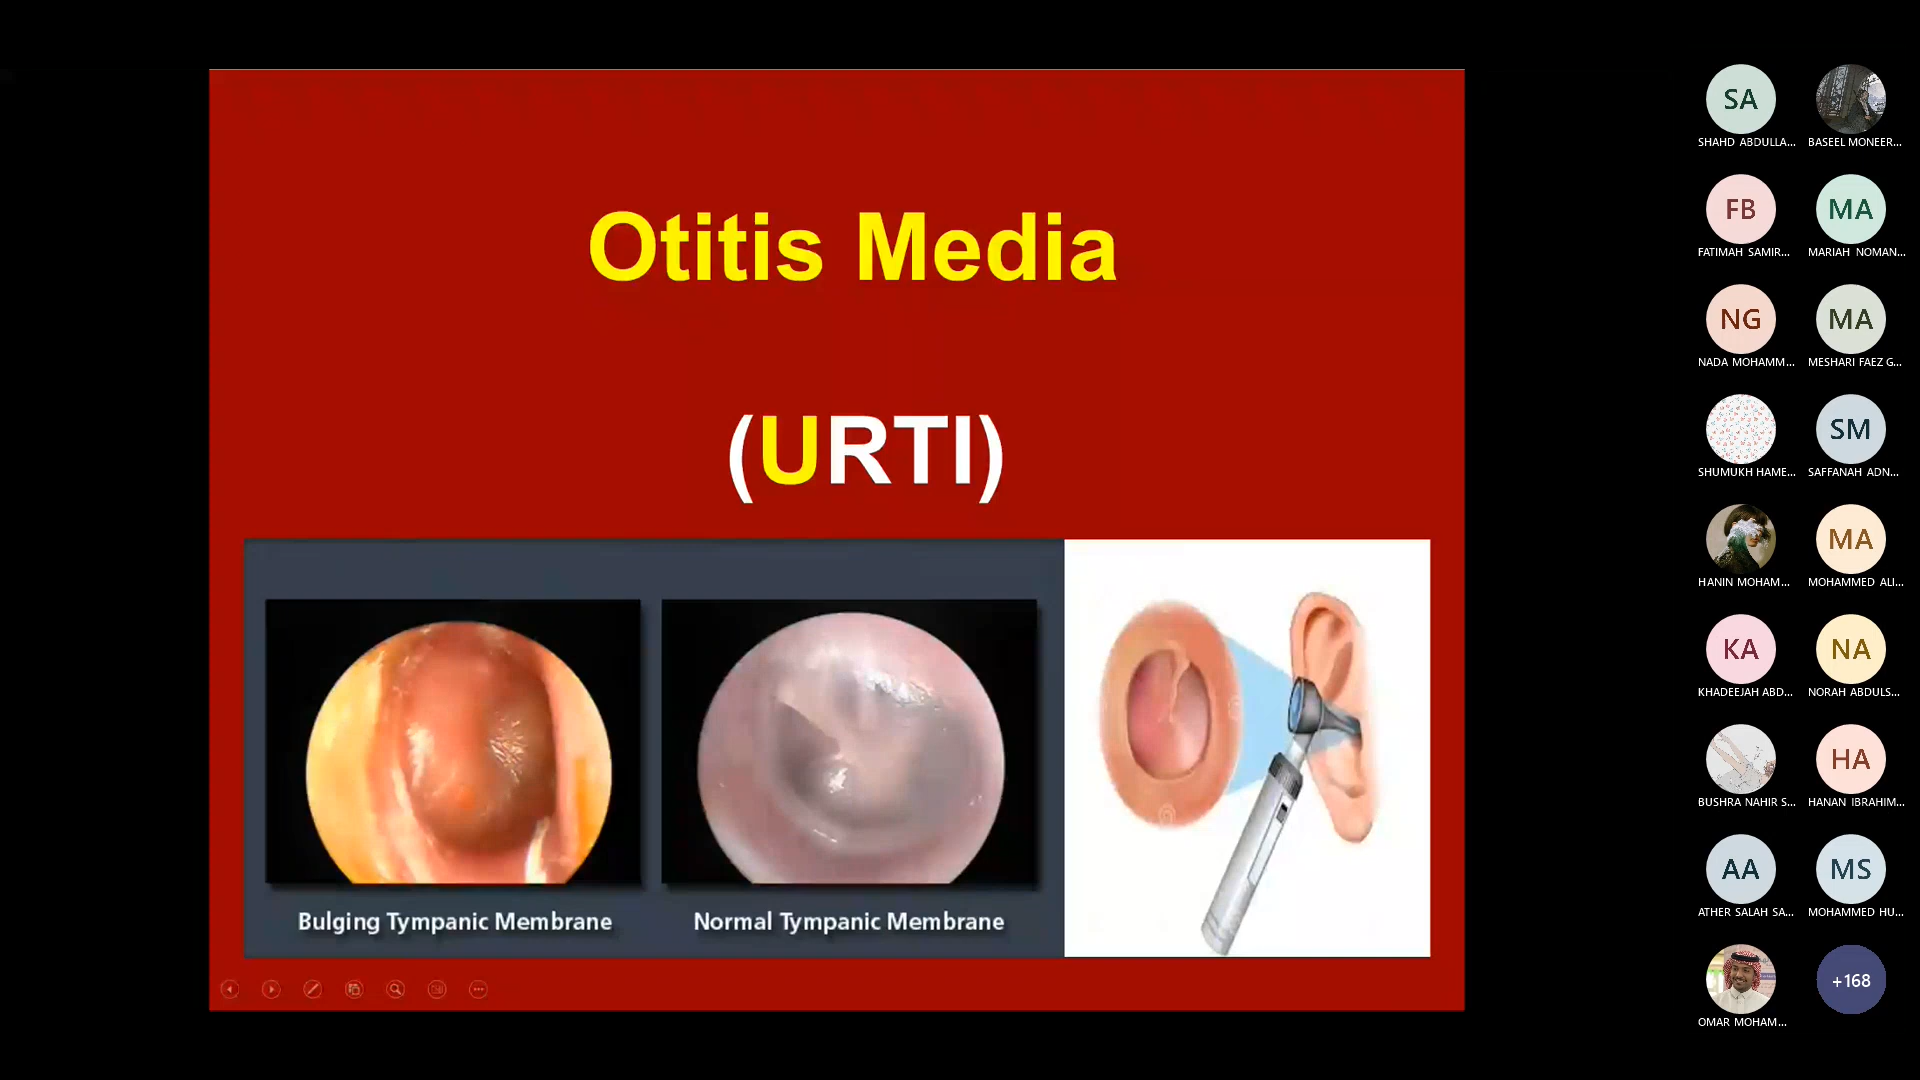 Otitis Media
(URTI)
Bulging Tympanic Membrane
Normal Tympanic Membrane
SA
SHAHD ABDULLA...
BASEEL MONEER...
FB
FATIMAH SAMIR...
MA
MARIAH NOMAN...
NG
NADA MOHAMM...
MA
MESHARI FAEZ G...
SHUMUKH HAME...
SM
SAFFANAH ADN...
HANIN MOHAM...
MA
MOHAMMED ALI...
KA
KHADEEJAH ABD...
NA
NORAH ABDULS...
BUSHRA NAHIR S...
HA
HANAN IBRAHIM...
AA
ATHER SALAH SA...
MS
MOHAMMED HU...
OMAR MOHAM...
+168